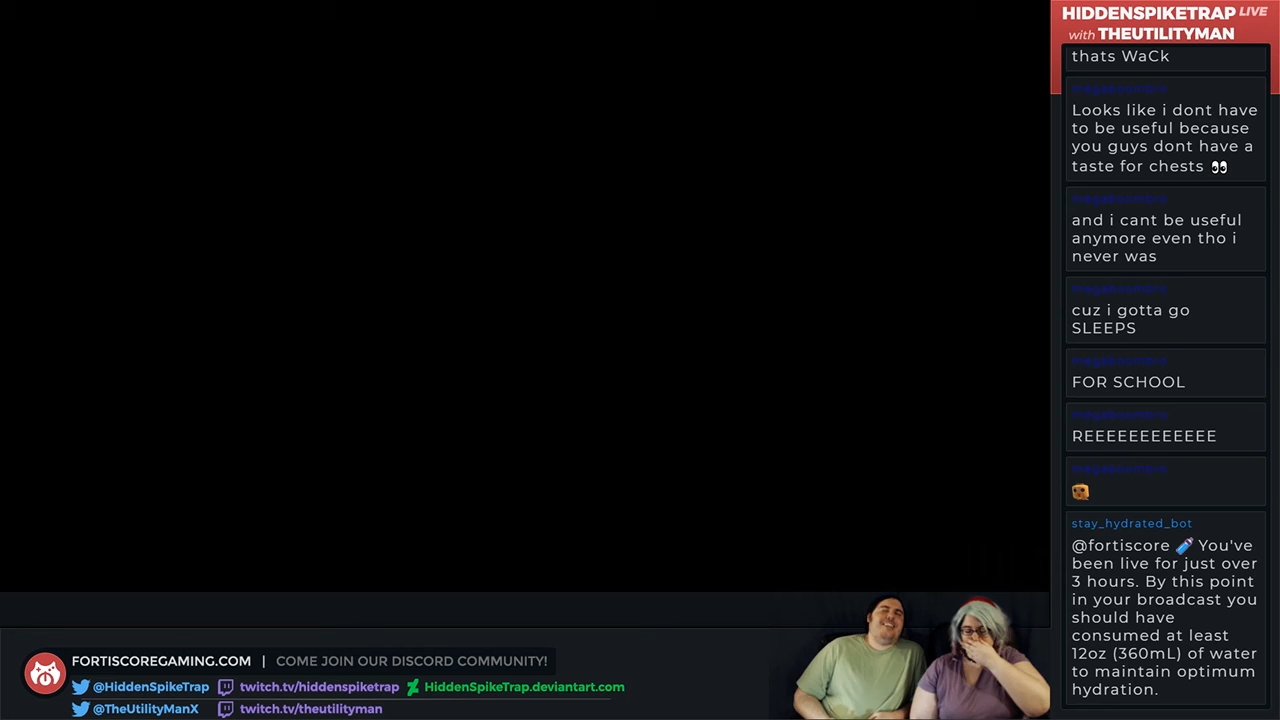 HIDDENSPIKETRAP LIVE
with THEUTILITYMAN
thats WaCk
Looks like i dont have
to be useful because
you guys dont have a
taste for chests 👀
and i cant be useful
anymore even tho i
never was
cuz i gotta go
SLEEPS
FOR SCHOOL
REEEEEEEEEEEE
stay_hydrated_bot
@fortiscore You've
been live for just over
3 hours. By this point
in your broadcast you
should have
consumed at least
12oz (360mL) of water
to maintain optimum
hydration.
FORTISCOREGAMING.COM | COME JOIN OUR DISCORD COMMUNITY!
@HiddenSpikeTrap twitch.tv/hiddenspiketrap HiddenSpikeTrap.deviantart.com
@TheUtilityManX twitch.tv/theutilityman